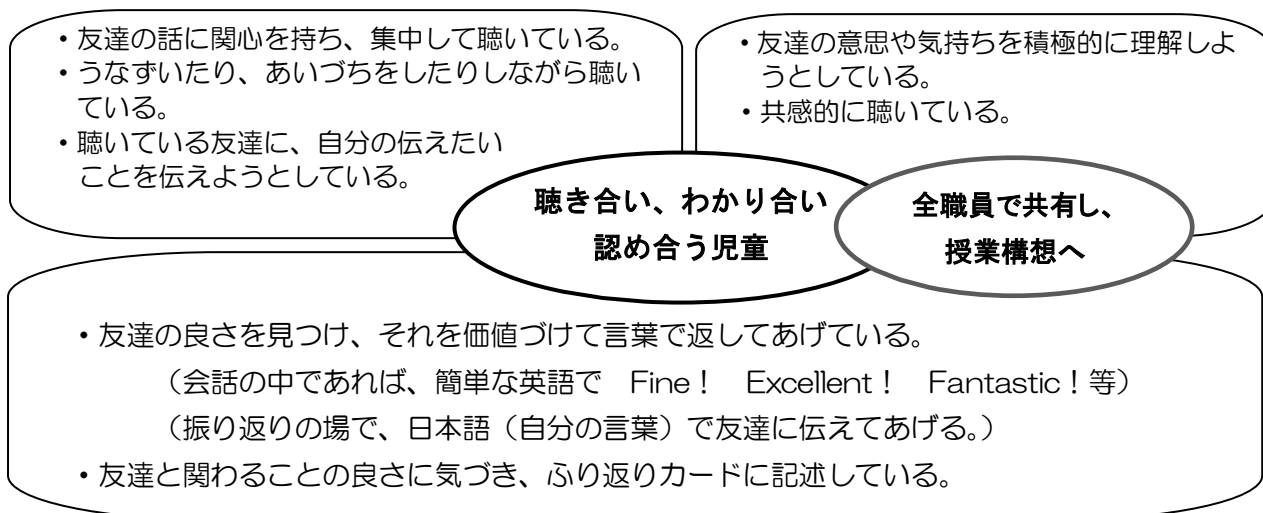 ・友達の話に関心を持ち、集中して聴いている。
・うなずいたり、あいづちをしたりしながら聴い
ている。
・聴いている友達に、自分の伝えたい
ことを伝えようとしている。
・友達の意思や気持ちを積極的に理解しよ
うとしている。
・共感的に聴いている。
聴き合い、わかり合い
認め合う児童
全職員で共有し、
授業構想へ
・友達の良さを見つけ、それを価値づけて言葉で返してあげている。
（会話の中であれば、簡単な英語で　Fine！　Excellent！　Fantastic！等）
（振り返りの場で、日本語（自分の言葉）で友達に伝えてあげる。）
・友達と関わることの良さに気づき、ふり返りカードに記述している。